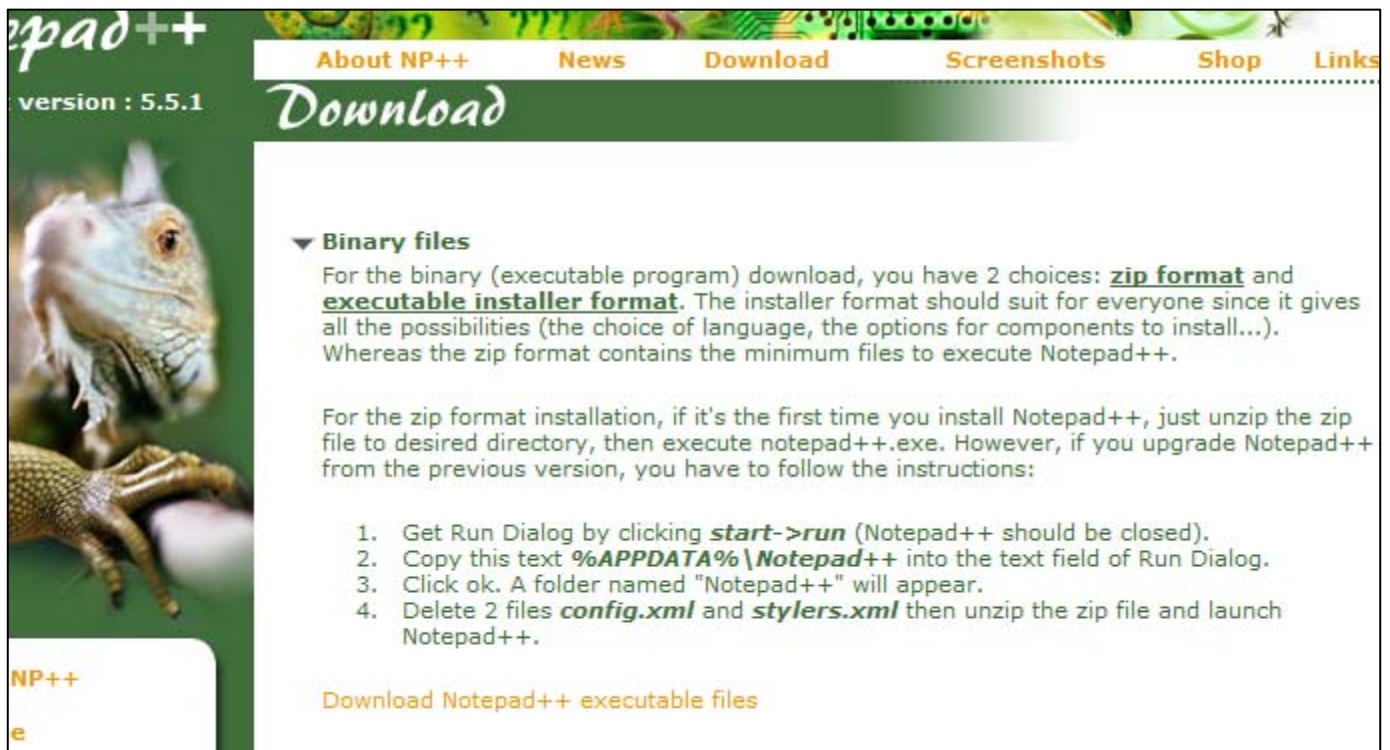 epad++
version : 5.5.1
About NP++ News Download Screenshots Shop Links
Download
Binary files
For the binary (executable program) download, you have 2 choices: zip format and
executable installer format. The installer format should suit for everyone since it gives
all the possibilities (the choice of language, the options for components to install...).
Whereas the zip format contains the minimum files to execute Notepad++.
For the zip format installation, if it's the first time you install Notepad++, just unzip the zip
file to desired directory, then execute notepad++.exe. However, if you upgrade Notepad++
from the previous version, you have to follow the instructions:
1. Get Run Dialog by clicking start->run (Notepad++ should be closed).
2. Copy this text %APPDATA%\Notepad++ into the text field of Run Dialog.
3. Click ok. A folder named "Notepad++" will appear.
4. Delete 2 files config.xml and stylers.xml then unzip the zip file and launch
Notepad++.
Download Notepad++ executable files
NP++
e